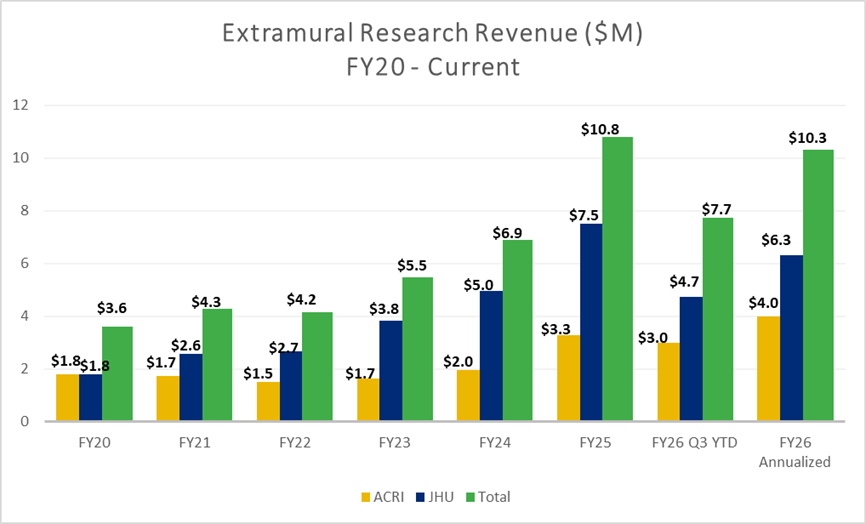 Extramural Research Revenue ($M)
FY20 - Current
12
10
8
6
4
2
0
$1.8
$1.8
$3.6
$1.7
$2.6
$4.3
$1.5
$2.7
$4.2
$1.7
$3.8
$5.5
$2.0
$5.0
$6.9
$3.3
$7.5
$10.8
$3.0
$4.7
$7.7
$4.0
$6.3
$10.3
FY20
FY21
FY22
FY23
FY24
FY25
FY26 Q3 YTD
FY26
Annualized
ACRI
JHU
Total